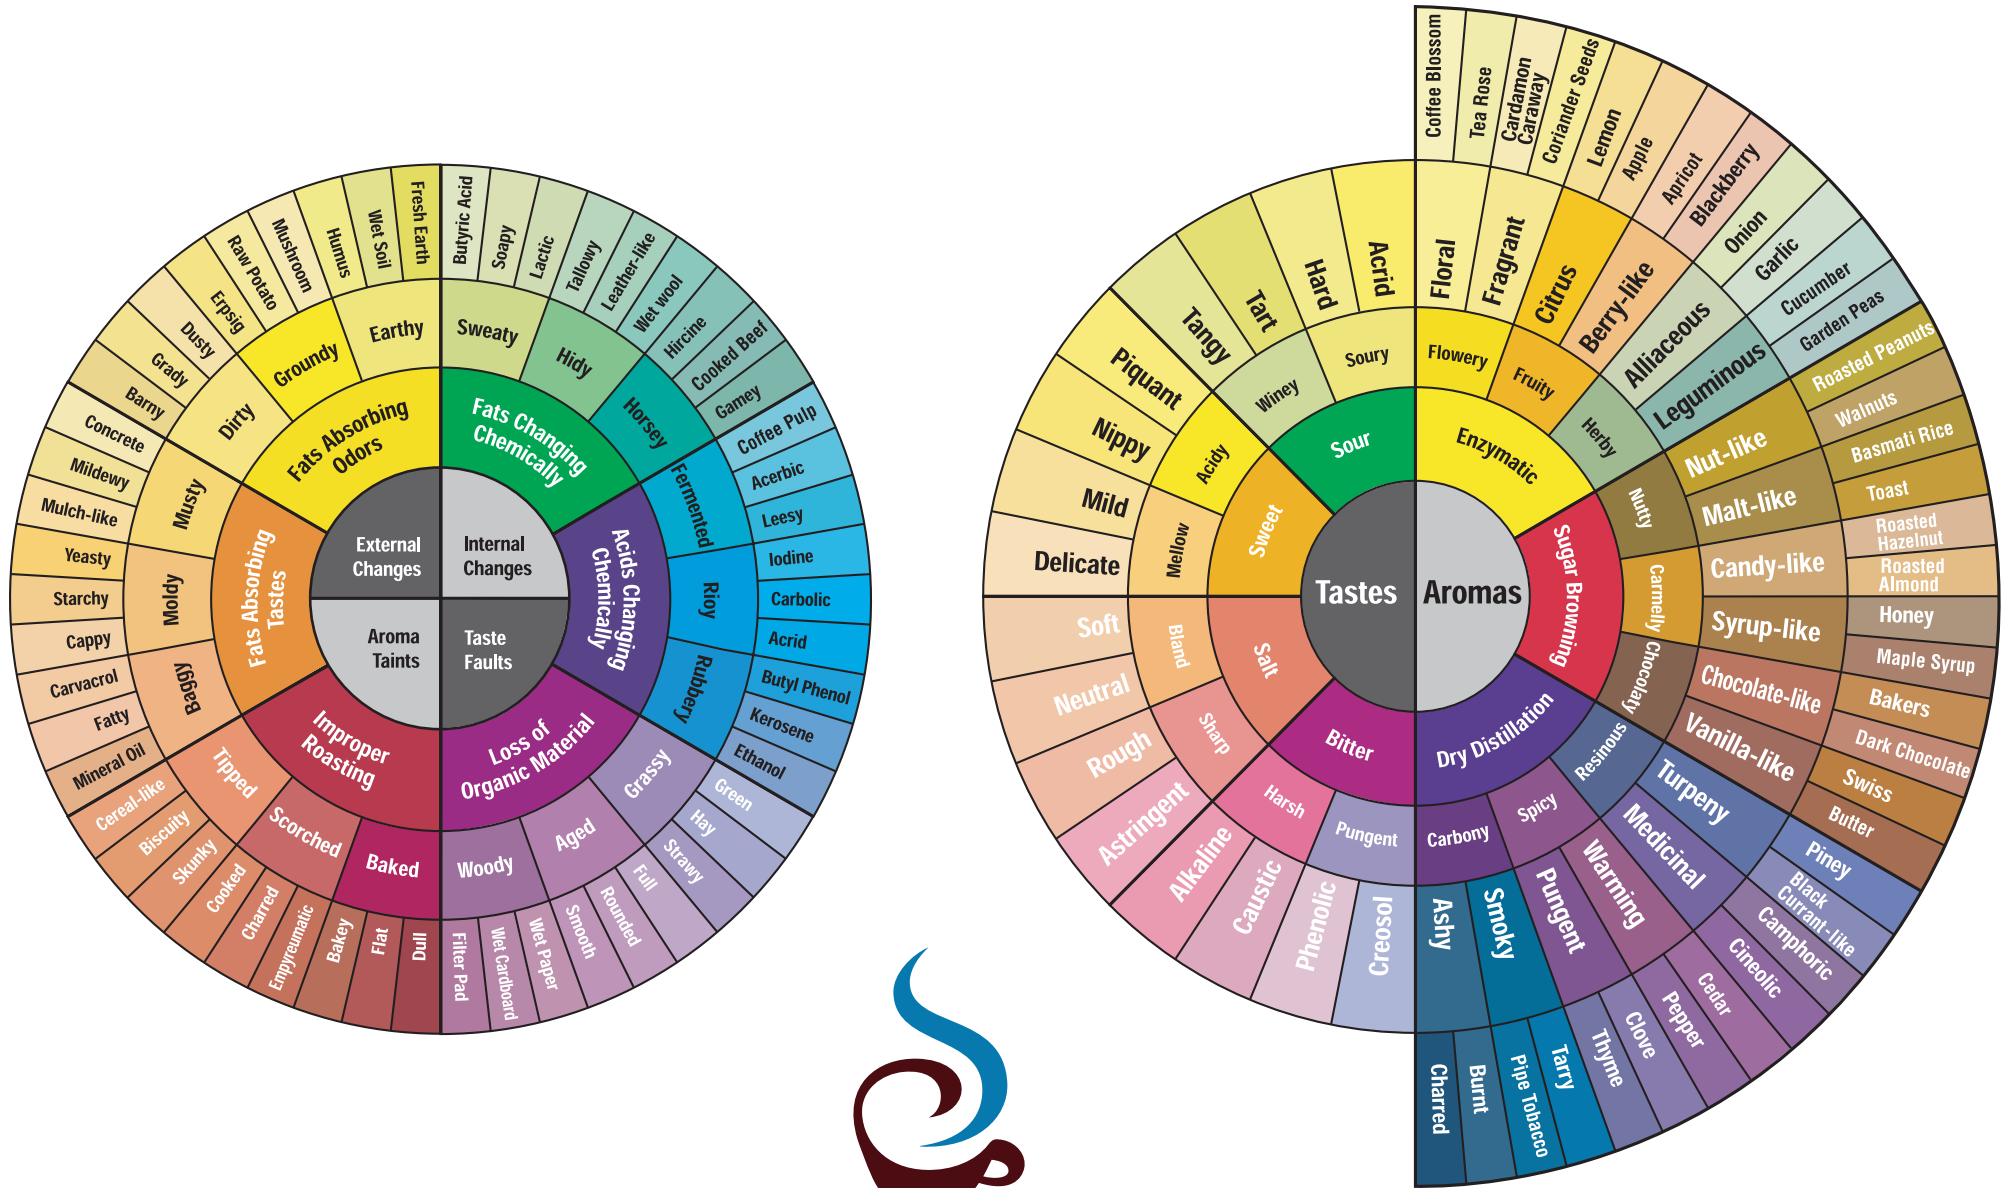 External
Changes
Internal
Changes
Aroma
Taints
Taste
Faults
Fats Absorbing
Odors
Fats Changing
Chemically
Acids Changing
Chemically
Loss of
Organic Material
Improper
Roasting
Fats Absorbing
Tastes
Earthy
Groundy
Dirty
Musty
Moldy
Baggy
Tipped
Scorched
Baked
Woody
Aged
Grassy
Rubbery
Rioy
Fermented
Horsey
Hidy
Sweaty
Fresh Earth
Wet Soil
Humus
Mushroom
Raw Potato
Erpsig
Dusty
Grady
Barny
Concrete
Mildewy
Mulch-like
Yeasty
Starchy
Cappy
Carvacrol
Fatty
Mineral Oil
Cereal-like
Biscuity
Skunky
Cooked
Charred
Empyreumatic
Bakey
Flat
Dull
Filter Pad
Wet Cardboard
Wet Paper
Smooth
Rounded
Full
Strawy
Hay
Green
Ethanol
Kerosene
Butyl Phenol
Acrid
Carbolic
Iodine
Leesy
Acerbic
Coffee Pulp
Gamey
Cooked Beef
Hircine
Wet wool
Leather-like
Tallowy
Lactic
Soapy
Butyric Acid
Tastes
Aromas
Sour
Sweet
Salt
Bitter
Soury
Winey
Acidy
Mellow
Bland
Sharp
Harsh
Pungent
Acrid
Hard
Tart
Tangy
Piquant
Nippy
Mild
Delicate
Soft
Neutral
Rough
Astringent
Alkaline
Caustic
Phenolic
Creosol
Enzymatic
Sugar Browning
Dry Distillation
Flowery
Fruity
Herby
Nutty
Carmelly
Chocolaty
Resinous
Spicy
Carbony
Floral
Fragrant
Citrus
Berry-like
Alliaceous
Leguminous
Nut-like
Malt-like
Candy-like
Syrup-like
Chocolate-like
Vanilla-like
Turpeny
Medicinal
Warming
Pungent
Smoky
Ashy
Coffee Blossom
Tea Rose
Cardamon
Caraway
Coriander Seeds
Lemon
Apple
Apricot
Blackberry
Onion
Garlic
Cucumber
Garden Peas
Roasted Peanuts
Walnuts
Basmati Rice
Toast
Roasted
Hazelnut
Roasted
Almond
Honey
Maple Syrup
Bakers
Dark Chocolate
Swiss
Butter
Piney
Black
Currant-like
Camphoric
Cineolic
Cedar
Pepper
Clove
Thyme
Tarry
Pipe Tobacco
Burnt
Charred